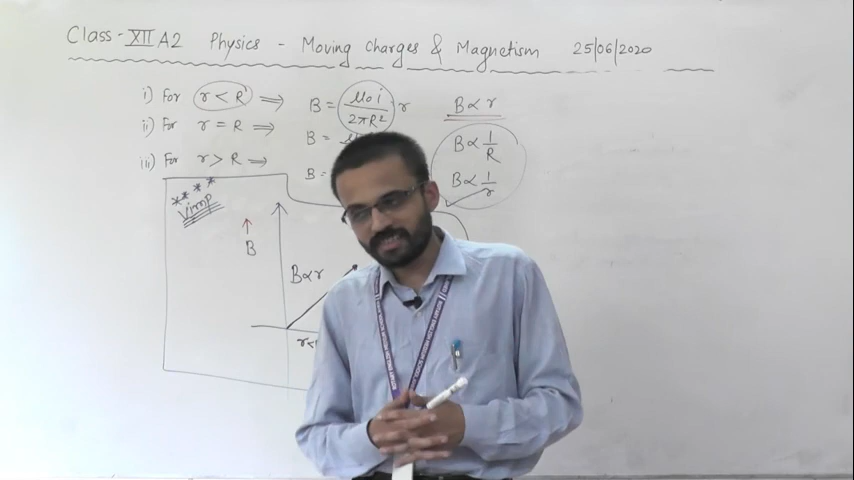 Class-XII A2 Physics - Moving Charges & Magnetism 25/06/2020
i) For r < R ⟹ B = μ₀i/2πR² r B ∝ r
ii) For r = R ⟹ B = B ∝ 1/R
iii) For r > R ⟹ B = B ∝ 1/r
****
Vimp
↑
B
B∝r
r<